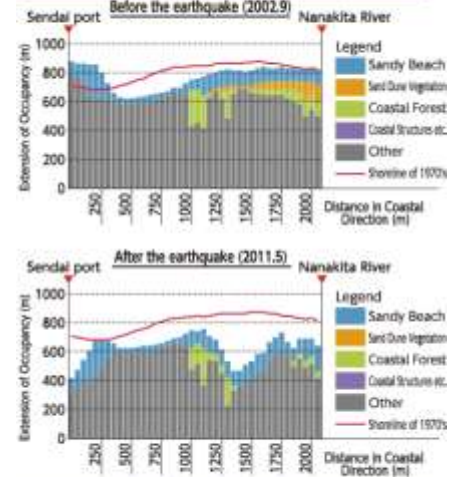 Before the earthquake (2002.9)
Sendai port
Nanakita River
Extension of Occupancy (m)
1000
800
600
400
200
0
250
500
750
1000
1250
1500
1750
2000
Distance in Coastal
Direction (m)
Legend
Sandy Beach
Sand Dune Vegetation
Coastal Forest
Coastal Structures etc.
Other
Shoreline of 1970's
After the earthquake (2011.5)
Sendai port
Nanakita River
Extension of Occupancy (m)
1000
800
600
400
200
0
250
500
750
1000
1250
1500
1750
2000
Distance in Coastal
Direction (m)
Legend
Sandy Beach
Sand Dune Vegetation
Coastal Forest
Coastal Structures etc.
Other
Shoreline of 1970's